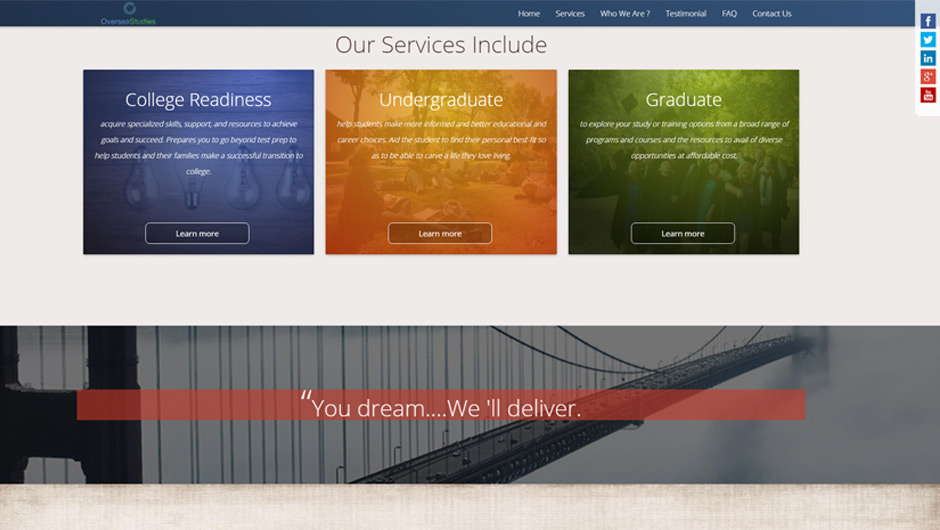 OverseaStudies
Home Services Who We Are ? Testimonial FAQ Contact Us
Our Services Include
College Readiness
acquire specialized skills, support, and resources to achieve
goals and succeed. Prepares you to go beyond test prep to
help students and their families make a successful transition to
college.
Learn more
Undergraduate
help students make more informed and better educational and
career choices. Aid the student to find their personal best-fit so
as to be able to carve a life they love living.
Learn more
Graduate
to explore your study or training options from a broad range of
programs and courses and the resources to avail of diverse
opportunities at affordable cost.
Learn more
“You dream....We 'll deliver.